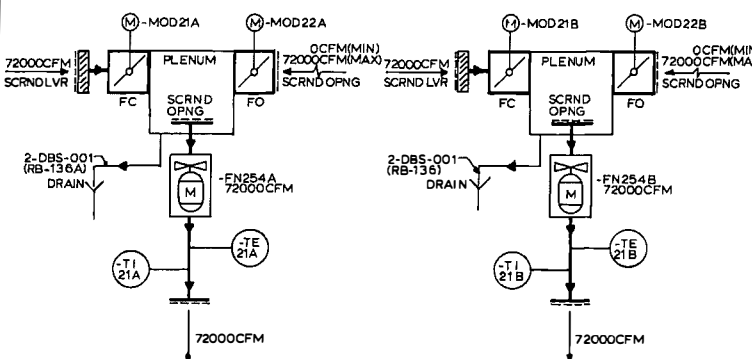 M -MOD21A
M -MOD22A
72000CFM
SCRND LVR
FC
PLENUM
FO
0CFM(MIN)
72000CFM(MAX)
SCRND OPNG
SCRND
OPNG
2-DBS-001
(RB-136A)
DRAIN
M
-FN254A
72000CFM
-TE
21A
-TI
21A
72000CFM
M -MOD21B
M -MOD22B
72000CFM
SCRND LVR
FC
PLENUM
FO
0CFM(MIN
72000CFM(MA
SCRND OPNG
SCRND
OPNG
2-DBS-001
(RB-136)
DRAIN
M
-FN254B
72000CFM
-TE
21B
-TI
21B
72000CFM